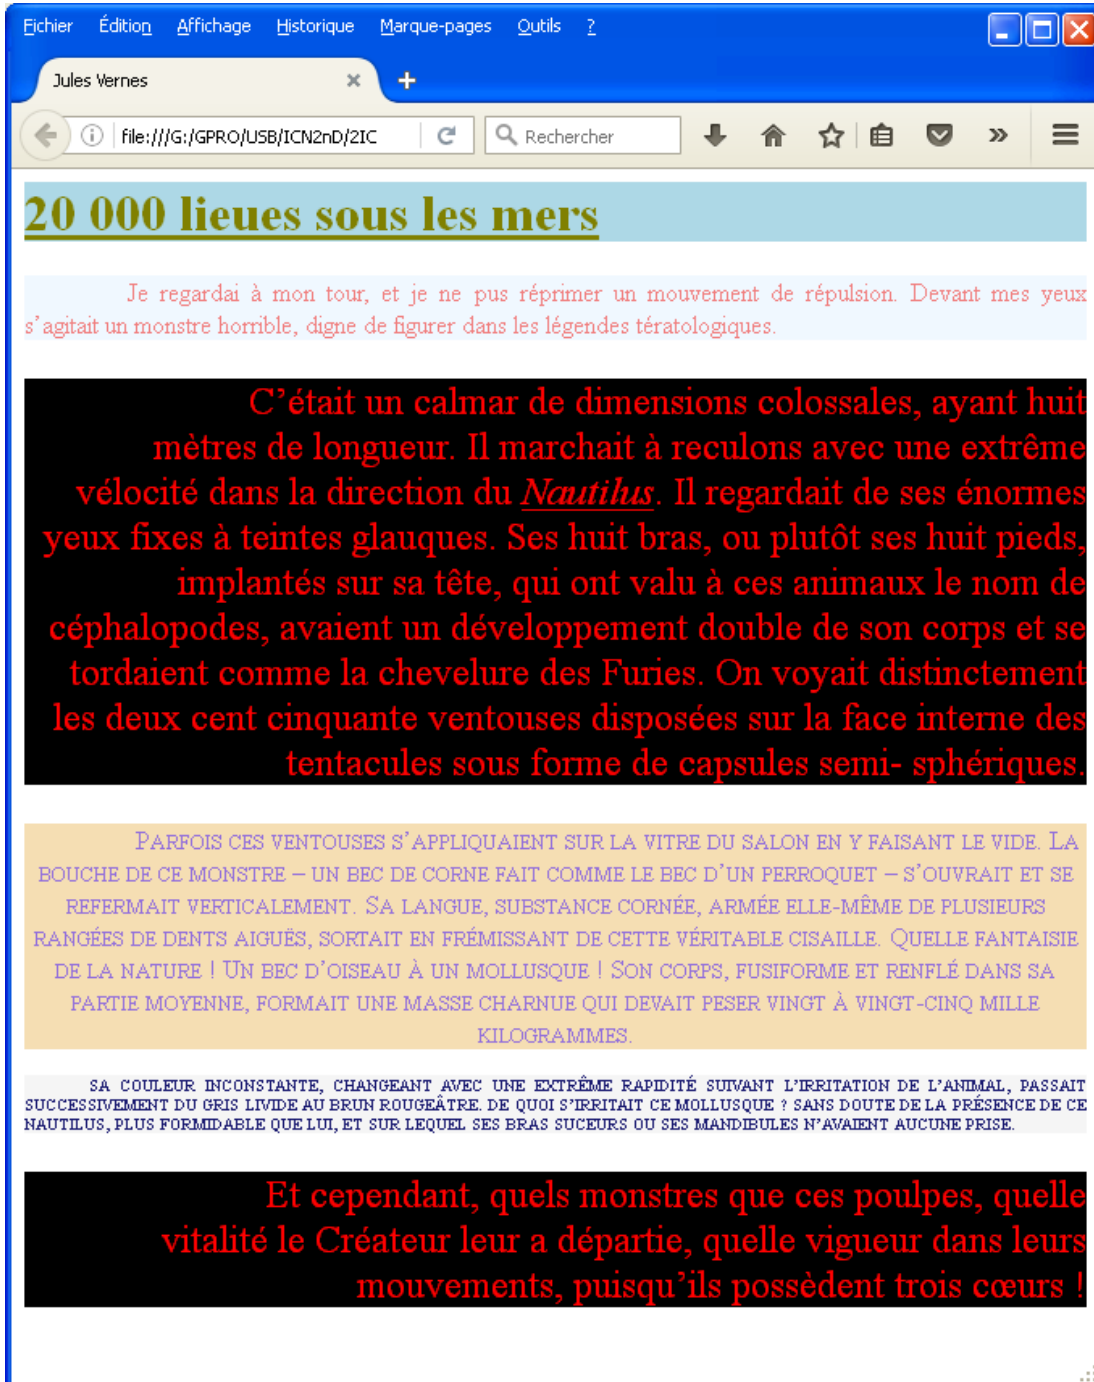 Fichier Édition Affichage Historique Marque-pages Outils ?
Jules Vernes
file:///G:/GPRO/USB/ICN2nD/2IC
Rechercher
20 000 lieues sous les mers
Je regardai à mon tour, et je ne pus réprimer un mouvement de répulsion. Devant mes yeux
s’agitait un monstre horrible, digne de figurer dans les légendes tératologiques.
C’était un calmar de dimensions colossales, ayant huit
mètres de longueur. Il marchait à reculons avec une extrême
vélocité dans la direction du Nautilus. Il regardait de ses énormes
yeux fixes à teintes glauques. Ses huit bras, ou plutôt ses huit pieds,
implantés sur sa tête, qui ont valu à ces animaux le nom de
céphalopodes, avaient un développement double de son corps et se
tordaient comme la chevelure des Furies. On voyait distinctement
les deux cent cinquante ventouses disposées sur la face interne des
tentacules sous forme de capsules semi- sphériques.
Parfois ces ventouses s’appliquaient sur la vitre du salon en y faisant le vide. La
bouche de ce monstre – un bec de corne fait comme le bec d’un perroquet – s’ouvrait et se
refermait verticalement. Sa langue, substance cornée, armée elle-même de plusieurs
rangées de dents aiguës, sortait en frémissant de cette véritable cisaille. Quelle fantaisie
de la nature ! Un bec d’oiseau à un mollusque ! Son corps, fusiforme et renflé dans sa
partie moyenne, formait une masse charnue qui devait peser vingt à vingt-cinq mille
kilogrammes.
SA COULEUR INCONSTANTE, CHANGEANT AVEC UNE EXTRÊME RAPIDITÉ SUIVANT L’IRRITATION DE L’ANIMAL, PASSAIT
SUCCESSIVEMENT DU GRIS LIVIDE AU BRUN ROUGEÂTRE. DE QUOI S’IRRITAIT CE MOLLUSQUE ? SANS DOUTE DE LA PRÉSENCE DE CE
NAUTILUS, PLUS FORMIDABLE QUE LUI, ET SUR LEQUEL SES BRAS SUCEURS OU SES MANDIBULES N’AVAIENT AUCUNE PRISE.
Et cependant, quels monstres que ces poulpes, quelle
vitalité le Créateur leur a départie, quelle vigueur dans leurs
mouvements, puisqu’ils possèdent trois cœurs !